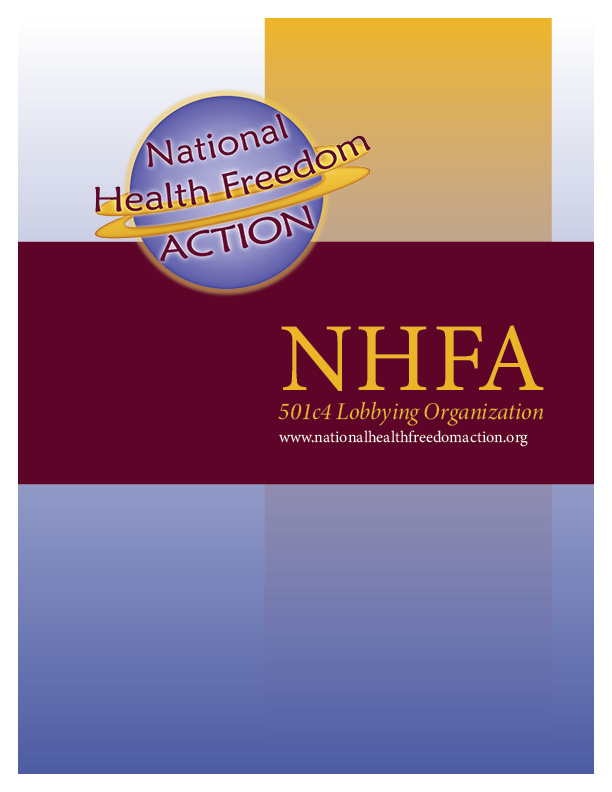 National
Health Freedom
ACTION
NHFA
501c4 Lobbying Organization
www.nationalhealthfreedomaction.org